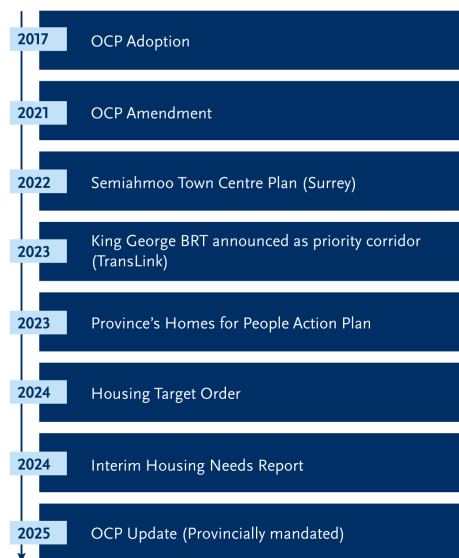 2017
OCP Adoption
2021
OCP Amendment
2022
Semiahmoo Town Centre Plan (Surrey)
2023
King George BRT announced as priority corridor
(TransLink)
2023
Province's Homes for People Action Plan
2024
Housing Target Order
2024
Interim Housing Needs Report
2025
OCP Update (Provincially mandated)